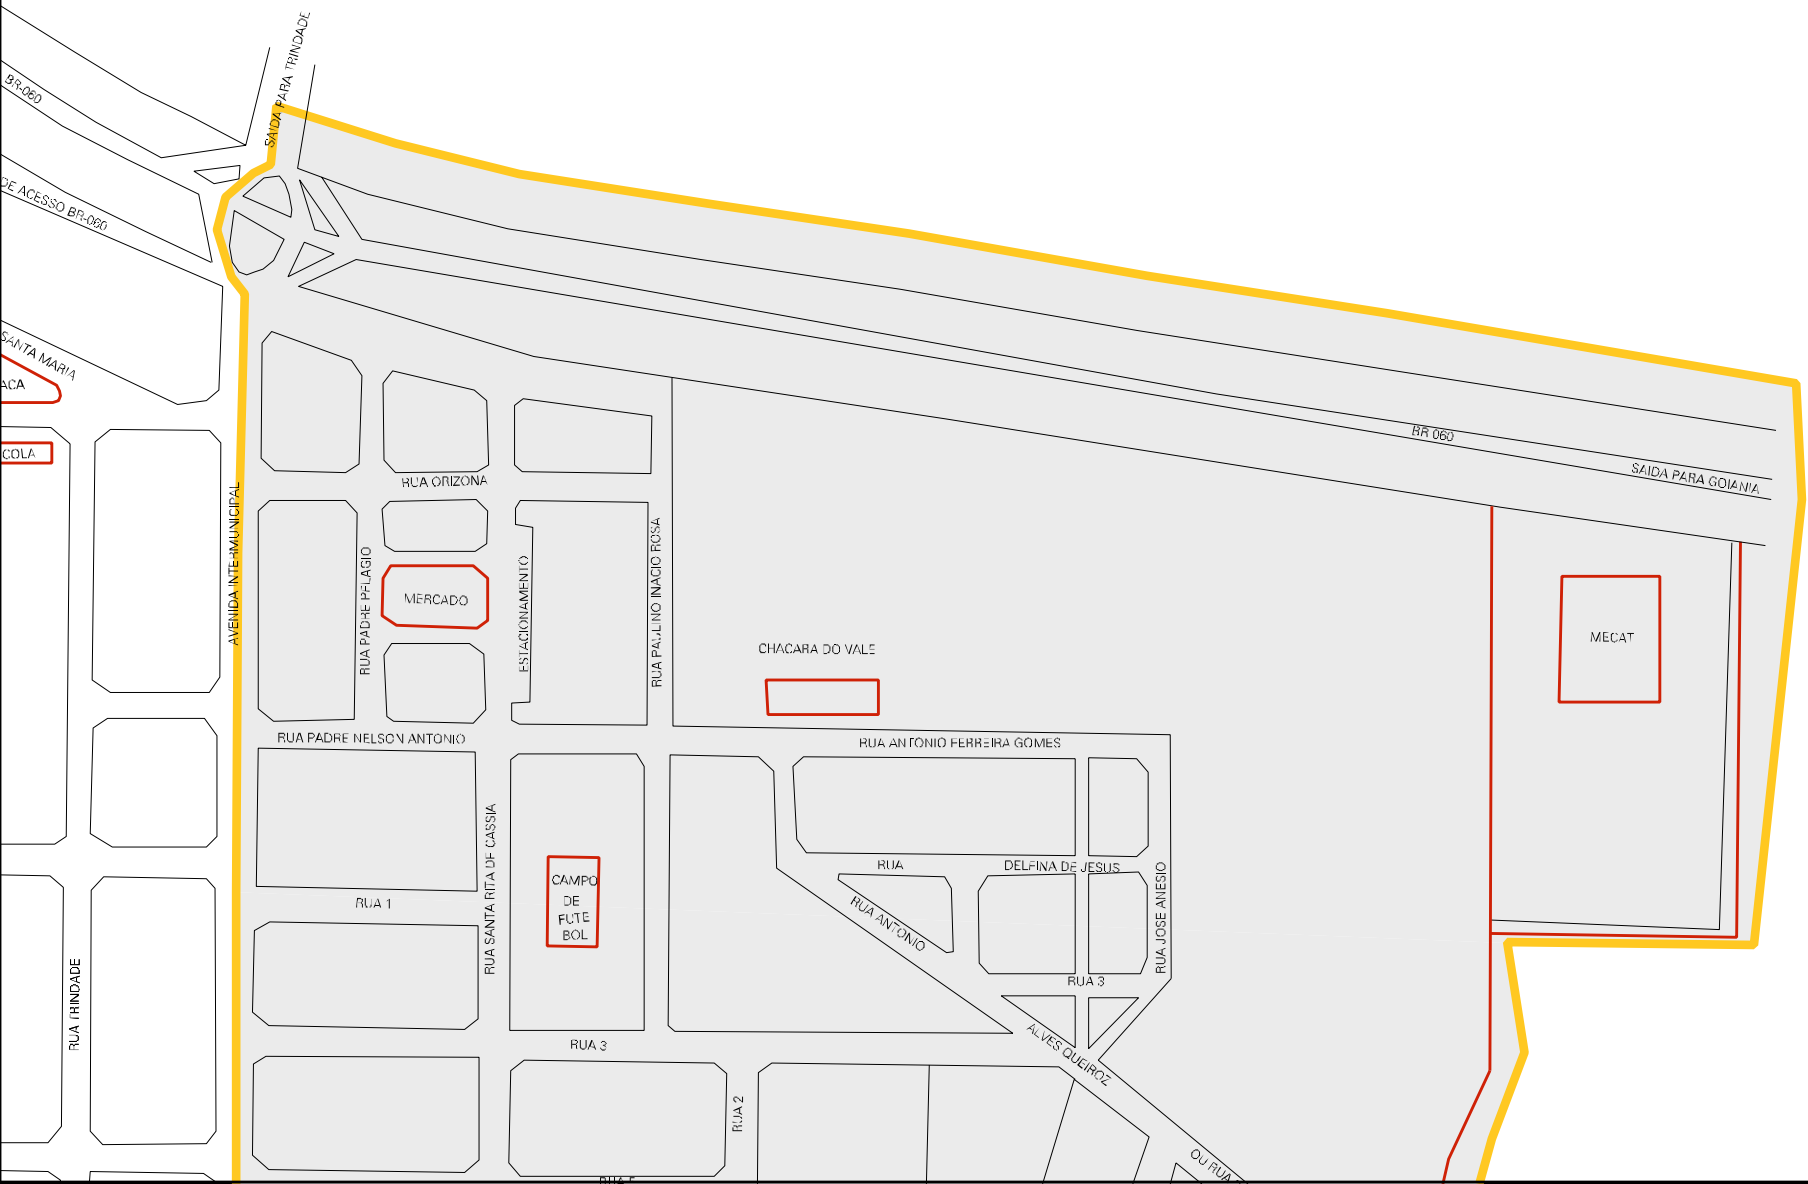 SAIDA PARA TRINDADE
BR-060
DE ACESSO BR-060
SANTA MARIA
ACA
COLA
AVENIDA INTERMUNICIPAL
RUA TRINDADE
RUA ORIZONA
RUA PADRE PELAGIO
MERCADO
ESTACIONAMENTO
RUA PAULINO INACIO ROSA
BR 060
SAIDA PARA GOIANIA
MECAT
CHACARA DO VALE
RUA PADRE NELSON ANTONIO
RUA ANTONIO FERREIRA GOMES
RUA SANTA RITA DE CASSIA
CAMPO
DE
FUTE
BOL
RUA
DELFINA DE JESUS
RUA JOSE ANESIO
RUA 1
RUA ANTONIO
RUA 3
ALVES QUEIROZ
RUA 3
RUA 2
OU RUA